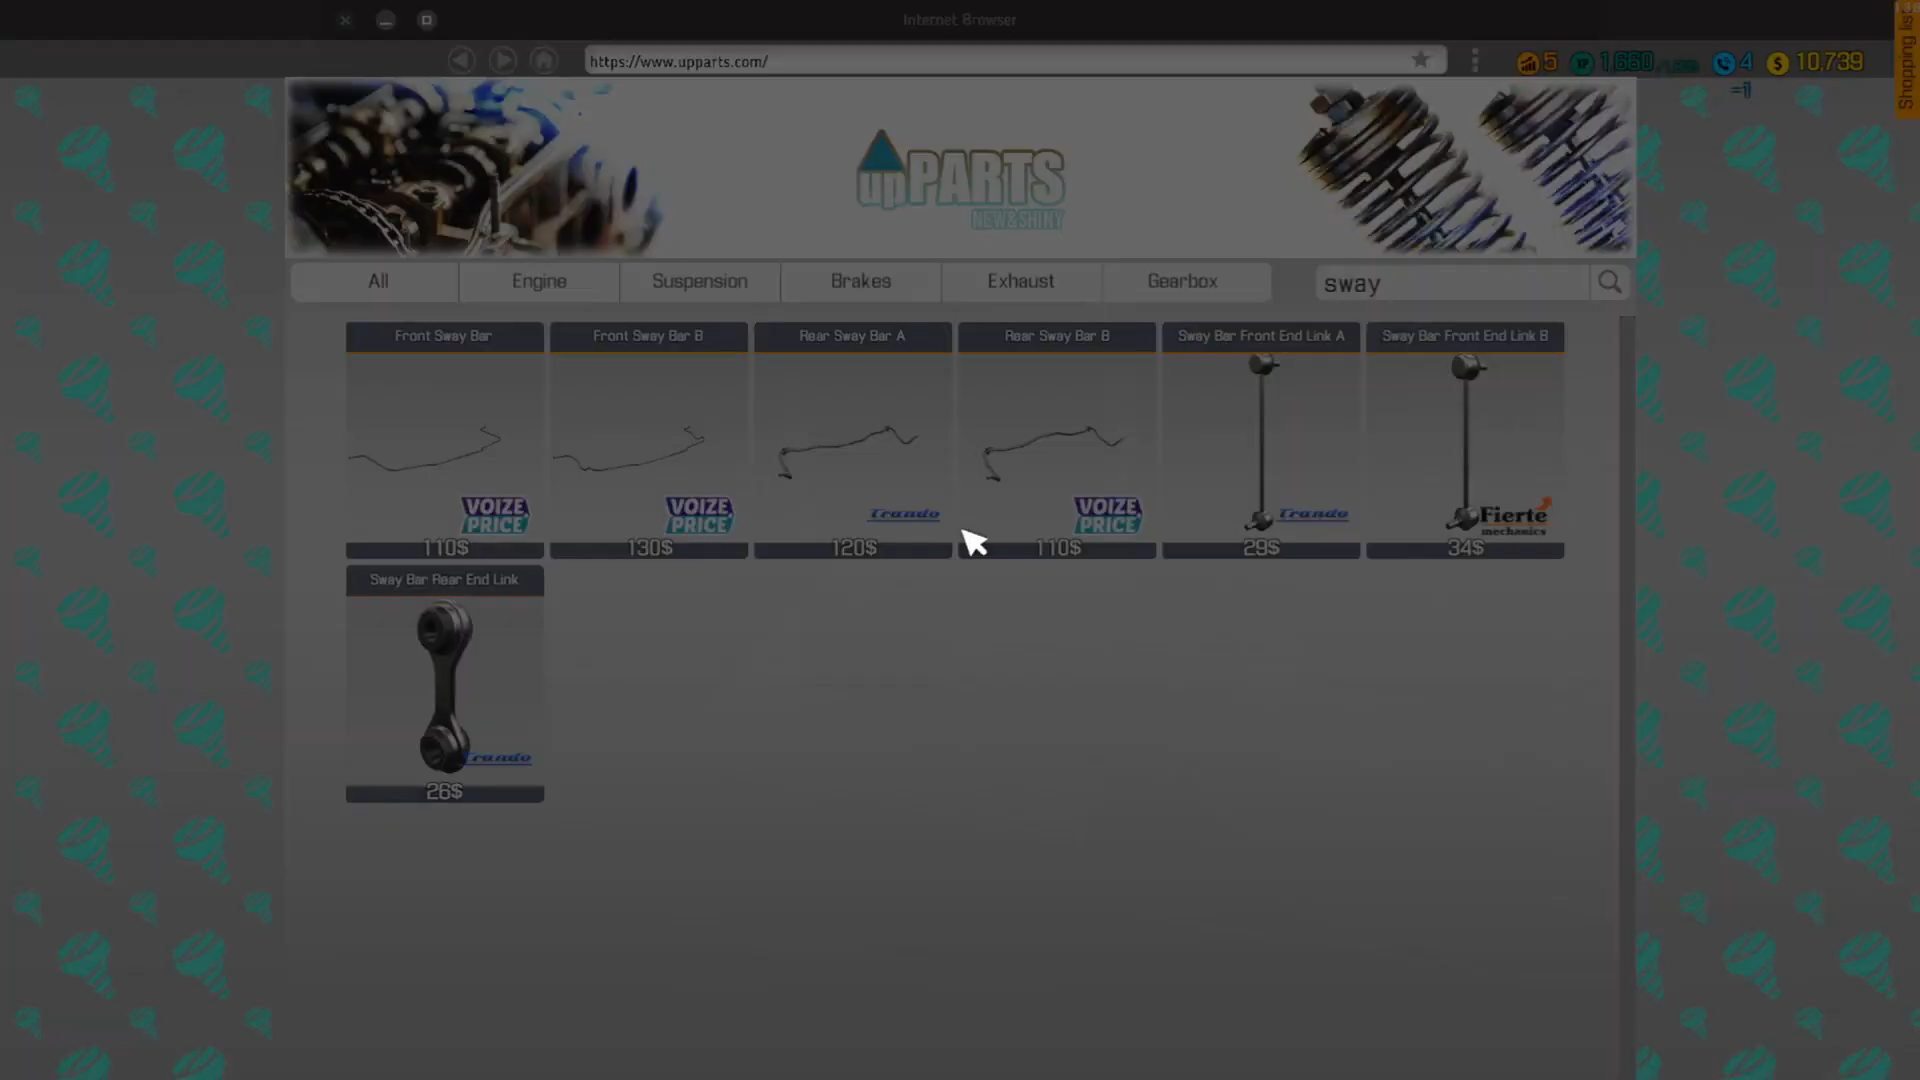 Internet Browser
https://www.upparts.com/
5
1,660
4
10,739
=1
Shopping list
upPARTS
NEW&SHINY
All
Engine
Suspension
Brakes
Exhaust
Gearbox
sway
Front Sway Bar
Front Sway Bar B
Rear Sway Bar A
Rear Sway Bar B
Sway Bar Front End Link A
Sway Bar Front End Link B
VOIZE PRICE
VOIZE PRICE
Trando
VOIZE PRICE
Trando
Fierte mechanics
110$
130$
120$
110$
29$
34$
Sway Bar Rear End Link
Trando
26$